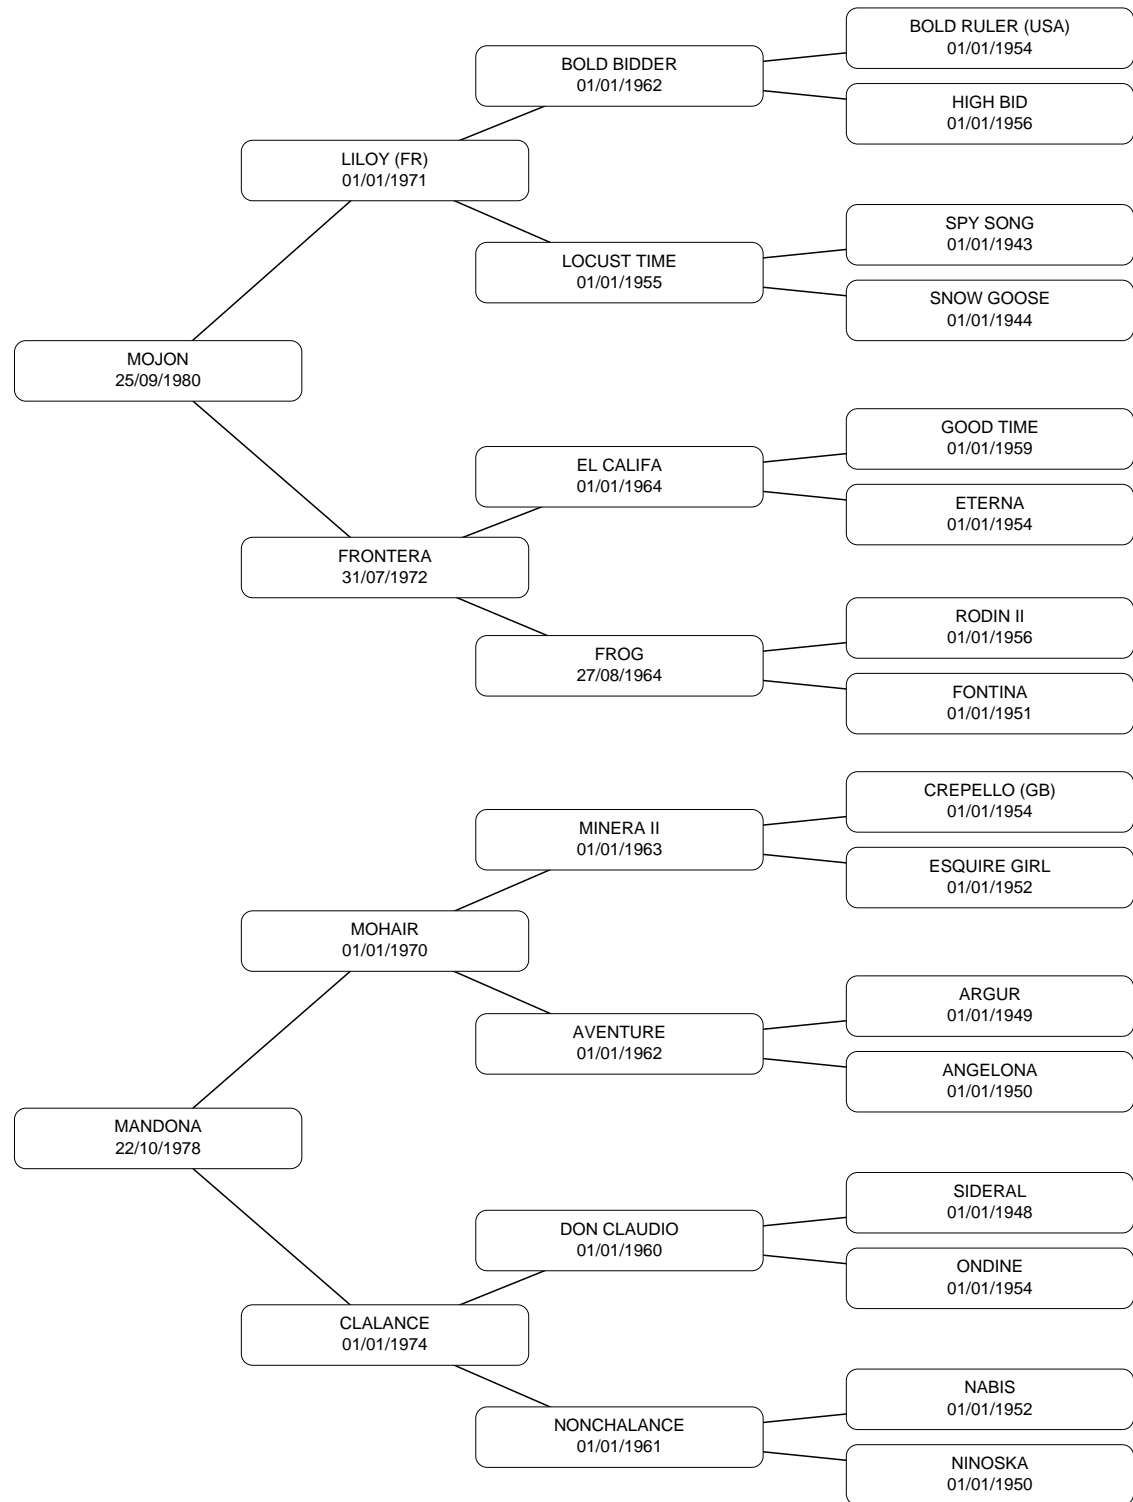 BOLD RULER (USA)
01/01/1954
BOLD BIDDER
01/01/1962
HIGH BID
01/01/1956
LILOY (FR)
01/01/1971
SPY SONG
01/01/1943
LOCUST TIME
01/01/1955
SNOW GOOSE
01/01/1944
MOJON
25/09/1980
GOOD TIME
01/01/1959
EL CALIFA
01/01/1964
ETERNA
01/01/1954
FRONTERA
31/07/1972
RODIN II
01/01/1956
FROG
27/08/1964
FONTINA
01/01/1951
CREPELLO (GB)
01/01/1954
MINERA II
01/01/1963
ESQUIRE GIRL
01/01/1952
MOHAIR
01/01/1970
ARGUR
01/01/1949
AVENTURE
01/01/1962
ANGELONA
01/01/1950
MANDONA
22/10/1978
SIDERAL
01/01/1948
DON CLAUDIO
01/01/1960
ONDINE
01/01/1954
CLALANCE
01/01/1974
NABIS
01/01/1952
NONCHALANCE
01/01/1961
NINOSKA
01/01/1950